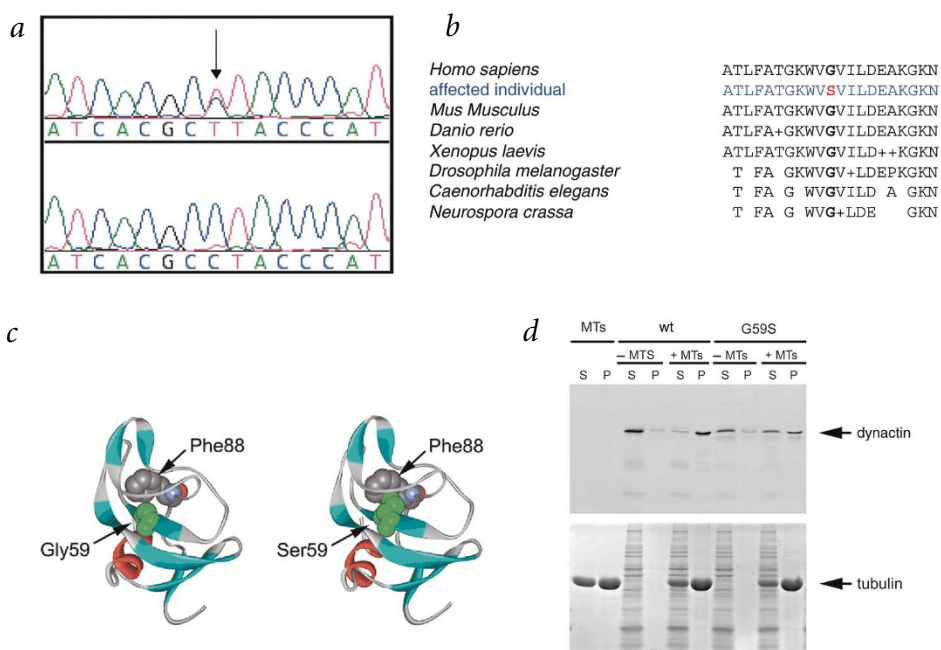 a
A T C A C G C T T A C C C A T
A T C A C G C C T A C C C A T
b
Homo sapiens ATLFATGKWVGVILDEAKGKN
affected individual ATLFATGKWVSVILDEAKGKN
Mus Musculus ATLFATGKWVGVILDEAKGKN
Danio rerio ATLFA+GKWVGVILDEAKGKN
Xenopus laevis ATLFATGKWVGVILD++KGKN
Drosophila melanogaster T FA GKWVGV+LDEPKGKN
Caenorhabditis elegans T FA G WVGVILD A GKN
Neurospora crassa T FA G WVG+LDE GKN
c
Phe88
Gly59
Phe88
Ser59
d
MTs wt G59S
– MTS + MTs – MTs + MTs
S P S P S P S P S P
dynactin
tubulin